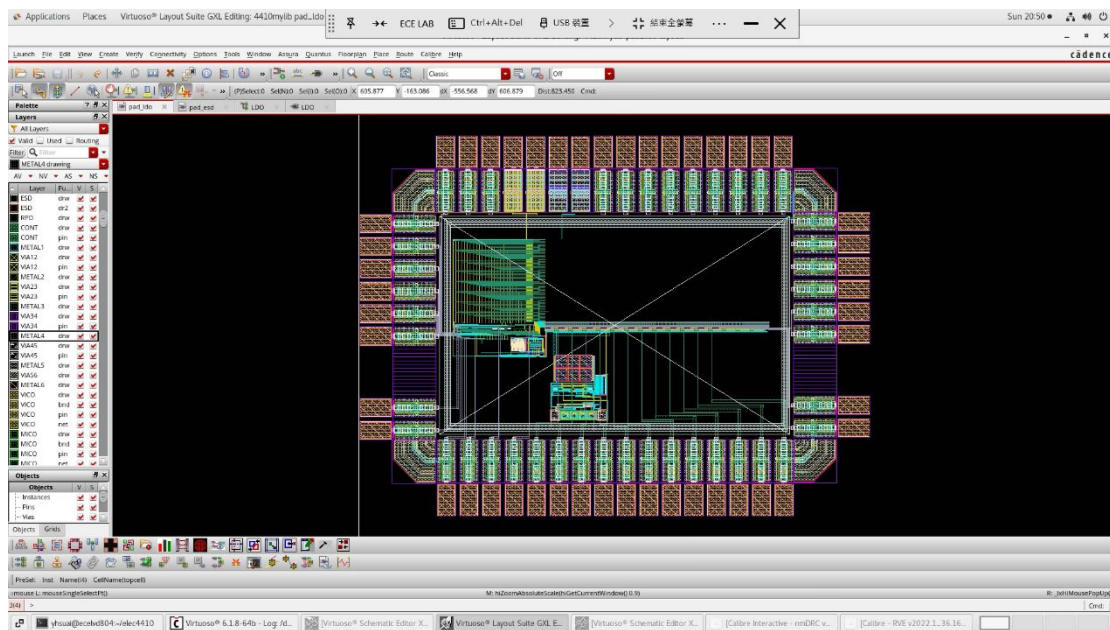 Applications Places Virtuoso® Layout Suite GXL Editing: 4410mylib pad_ldo
ECE LAB Ctrl+Alt+Del USB 裝置 結束全螢幕 ...
Sun 20:50
Launch File Edit View Create Verify Connectivity Options Tools Window Assura Quantus Floorplan Place Route Calibre Help
cādence
Classic Off
(P)Select:0 Sel(N):0 Sel(I):0 Sel(O):0 X 605.877 Y -163.086 dX -556.568 dY 606.879 Dist:823.450 Cmd:
Palette
pad_ldo pad_esd LDO LDO
Layers
All Layers
Valid Used Routing
Filter
METAL4 drawing
AV NV AS NS
Layer Pu... V S
ESD drw
ESD dr2
RPO drw
CONT drw
CONT pin
METAL1 drw
VIA12 drw
VIA12 pin
METAL2 drw
VIA23 drw
VIA23 pin
METAL3 drw
VIA34 drw
VIA34 pin
METAL4 drw
VIA45 drw
VIA45 pin
METAL5 drw
VIA56 drw
METAL6 drw
VICO drw
VICO bnd
VICO pin
VICO net
MICO drw
MICO bnd
MICO pin
MICO net
Objects
Objects V S
Instances
Pins
Vias
Objects Grids
PreSel: Inst Name(I4) CellName(topcell)
mouse L: mouseSingleSelectPt() M: hiZoomAbsoluteScale(hiGetCurrentWindow() 0.9)
2(4) > Cmd:
yhsual@ecelvd804:~/elec4410 Virtuoso® 6.1.8-64b - Log: /d... Virtuoso® Schematic Editor X... Virtuoso® Layout Suite GXL E... [Virtuoso® Schematic Editor X... [Calibre Interactive - nmDRC v... [Calibre - RVE v2022.1_36.16...